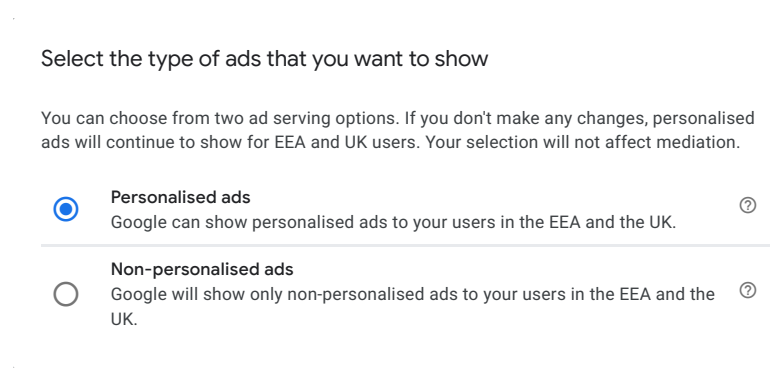 Select the type of ads that you want to show
You can choose from two ad serving options. If you don't make any changes, personalised
ads will continue to show for EEA and UK users. Your selection will not affect mediation.
Personalised ads
Google can show personalised ads to your users in the EEA and the UK.
Non-personalised ads
Google will show only non-personalised ads to your users in the EEA and the
UK.